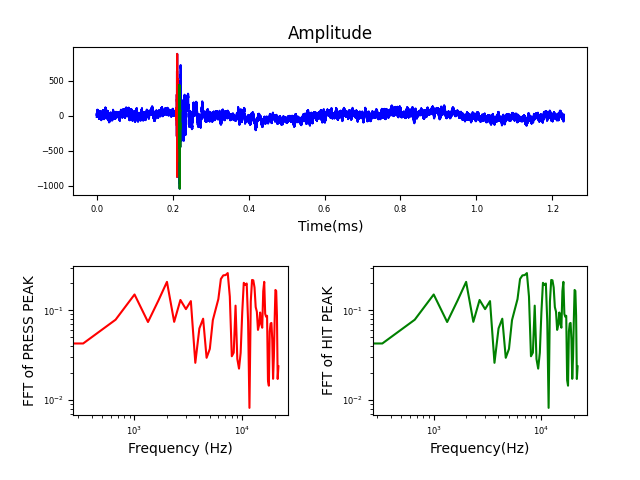 Amplitude
500
0
−500
−1000
0.0 0.2 0.4 0.6 0.8 1.0 1.2
Time(ms)
FFT of PRESS PEAK
10⁻¹
10⁻²
10³ 10⁴
Frequency (Hz)
FFT of HIT PEAK
10⁻¹
10⁻²
10³ 10⁴
Frequency(Hz)